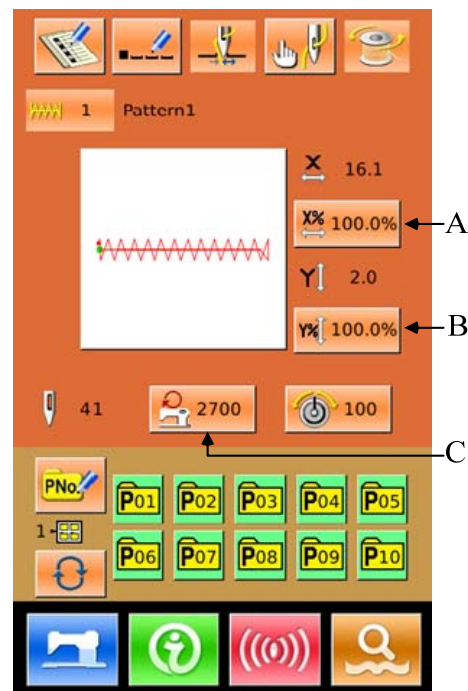 1 Pattern1
X 16.1
X% 100.0% A
Y 2.0
Y% 100.0% B
41 2700 100
C
PNo.
P01 P02 P03 P04 P05
1-
P06 P07 P08 P09 P10